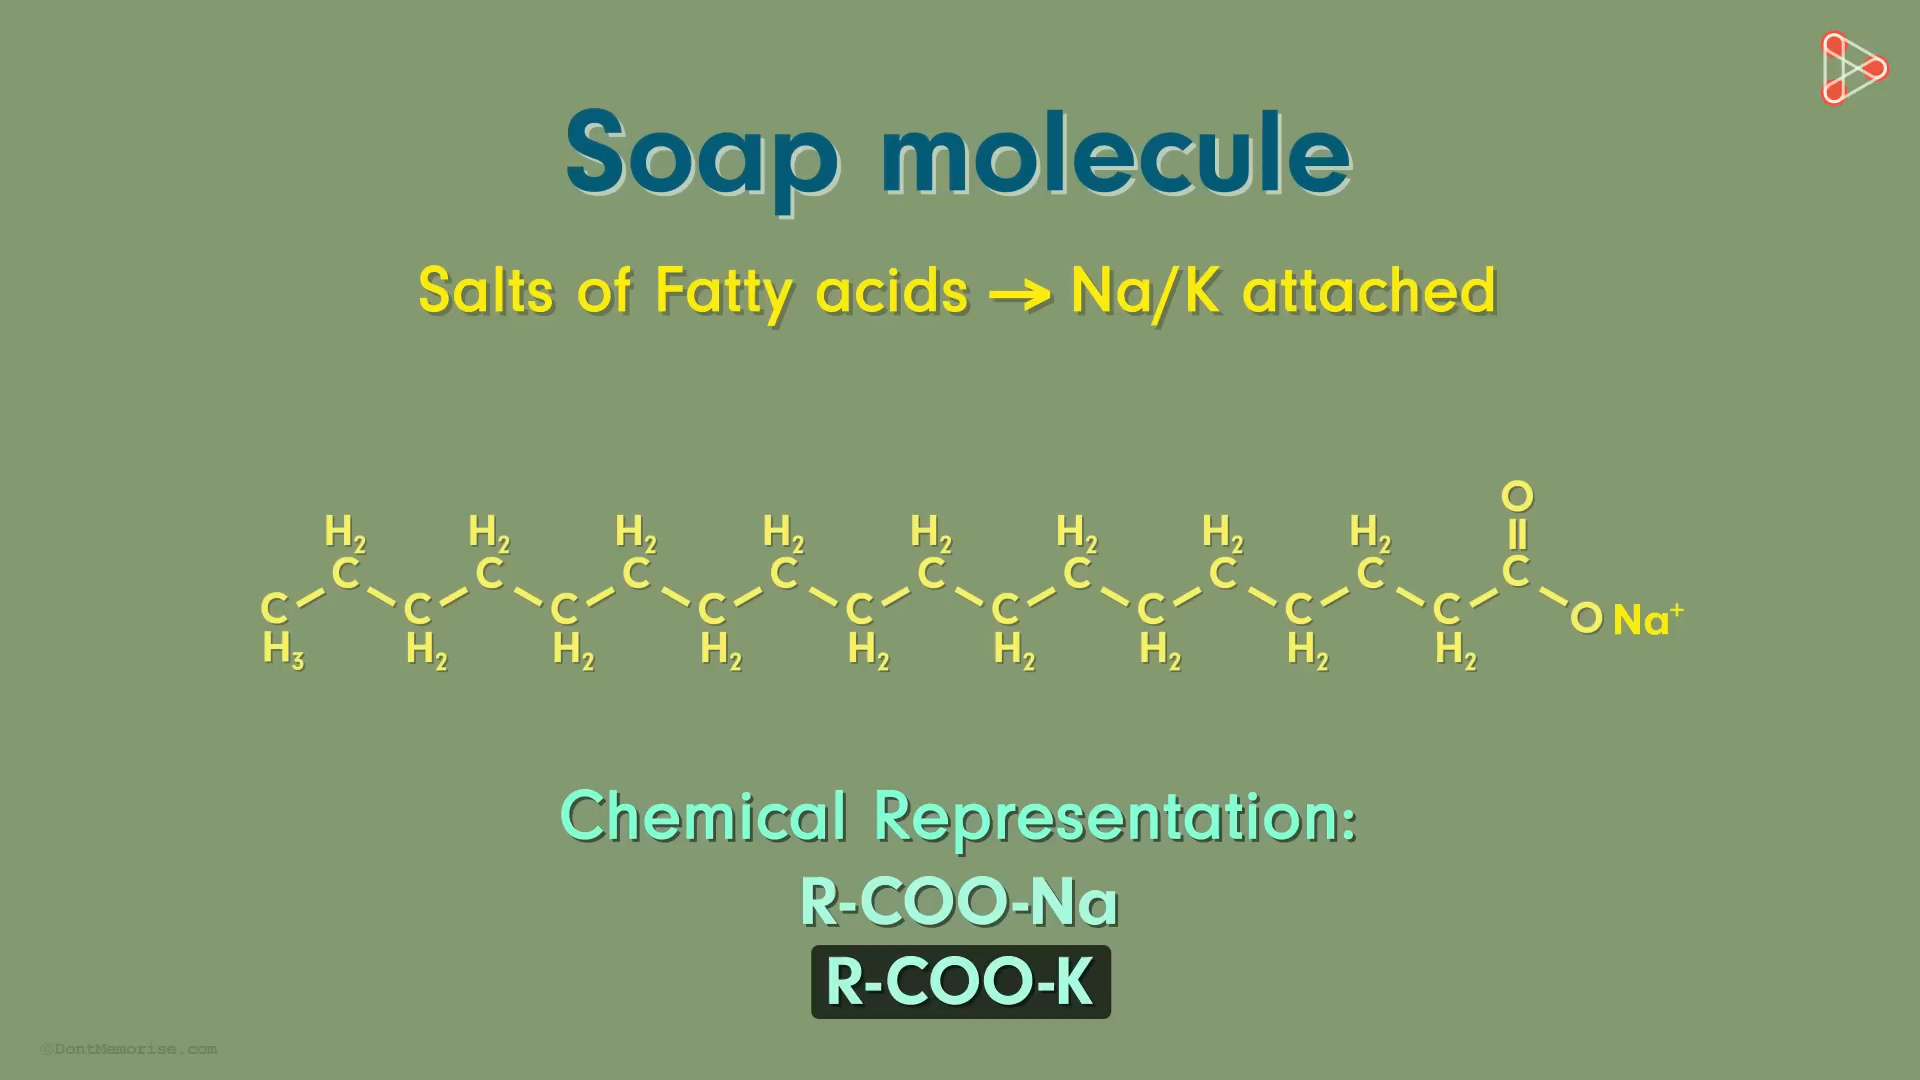 Soap molecule
Salts of Fatty acids → Na/K attached
O
H₂ H₂ H₂ H₂ H₂ H₂ H₂ H₂
C C C C C C C C C
C C C C C C C C C O Na⁺
H₃ H₂ H₂ H₂ H₂ H₂ H₂ H₂ H₂
Chemical Representation:
R-COO-Na
R-COO-K
©DontMemorise.com